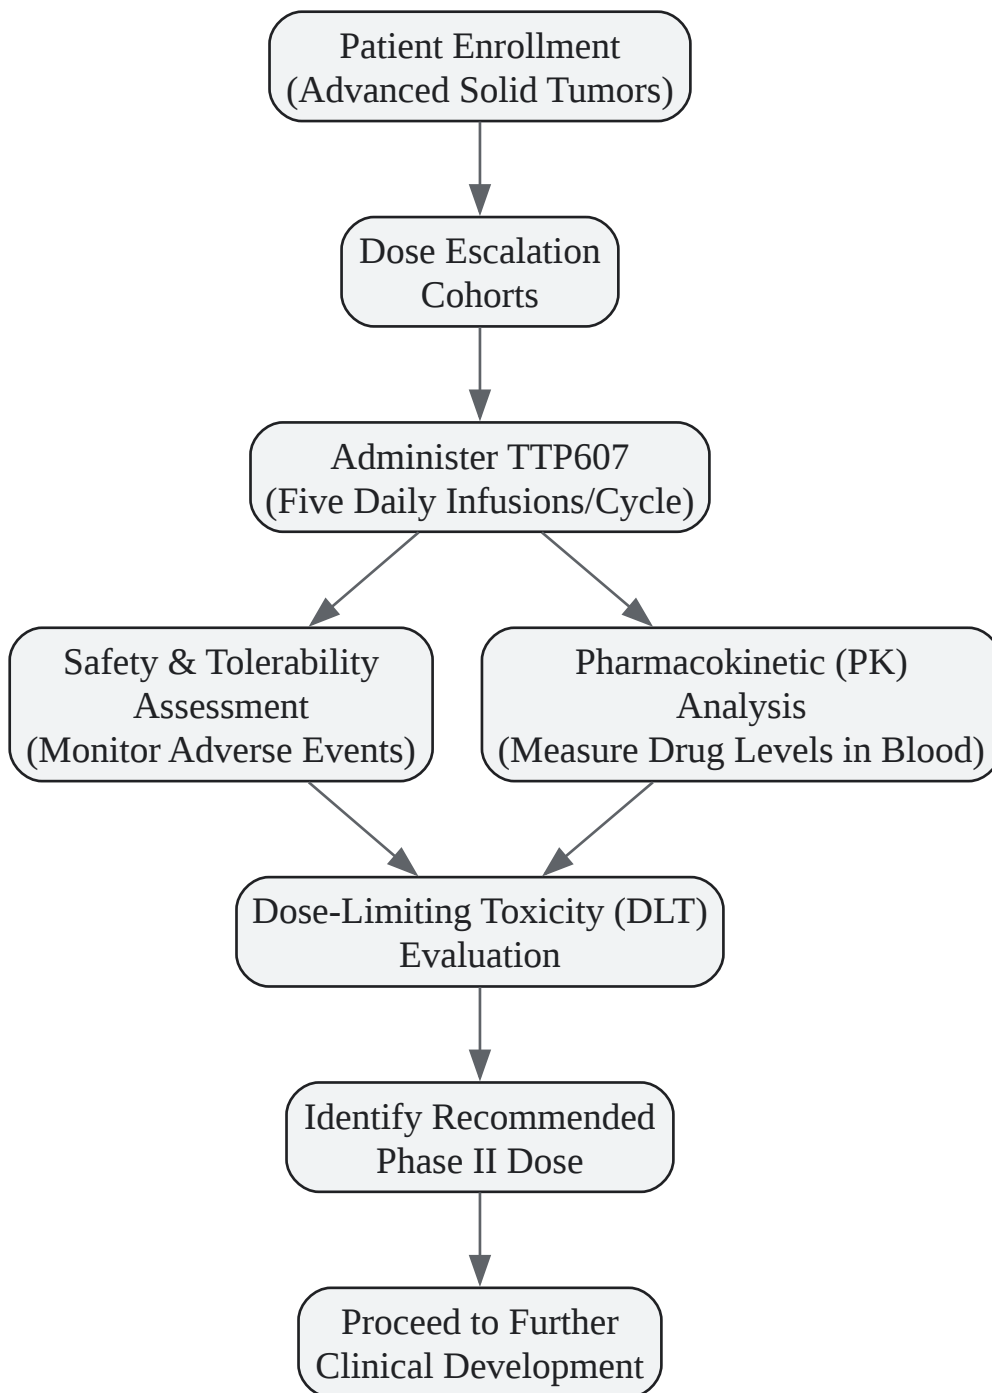 Patient Enrollment
(Advanced Solid Tumors)
Dose Escalation
Cohorts
Administer TTP607
(Five Daily Infusions/Cycle)
Safety & Tolerability
Assessment
(Monitor Adverse Events)
Pharmacokinetic (PK)
Analysis
(Measure Drug Levels in Blood)
Dose-Limiting Toxicity (DLT)
Evaluation
Identify Recommended
Phase II Dose
Proceed to Further
Clinical Development